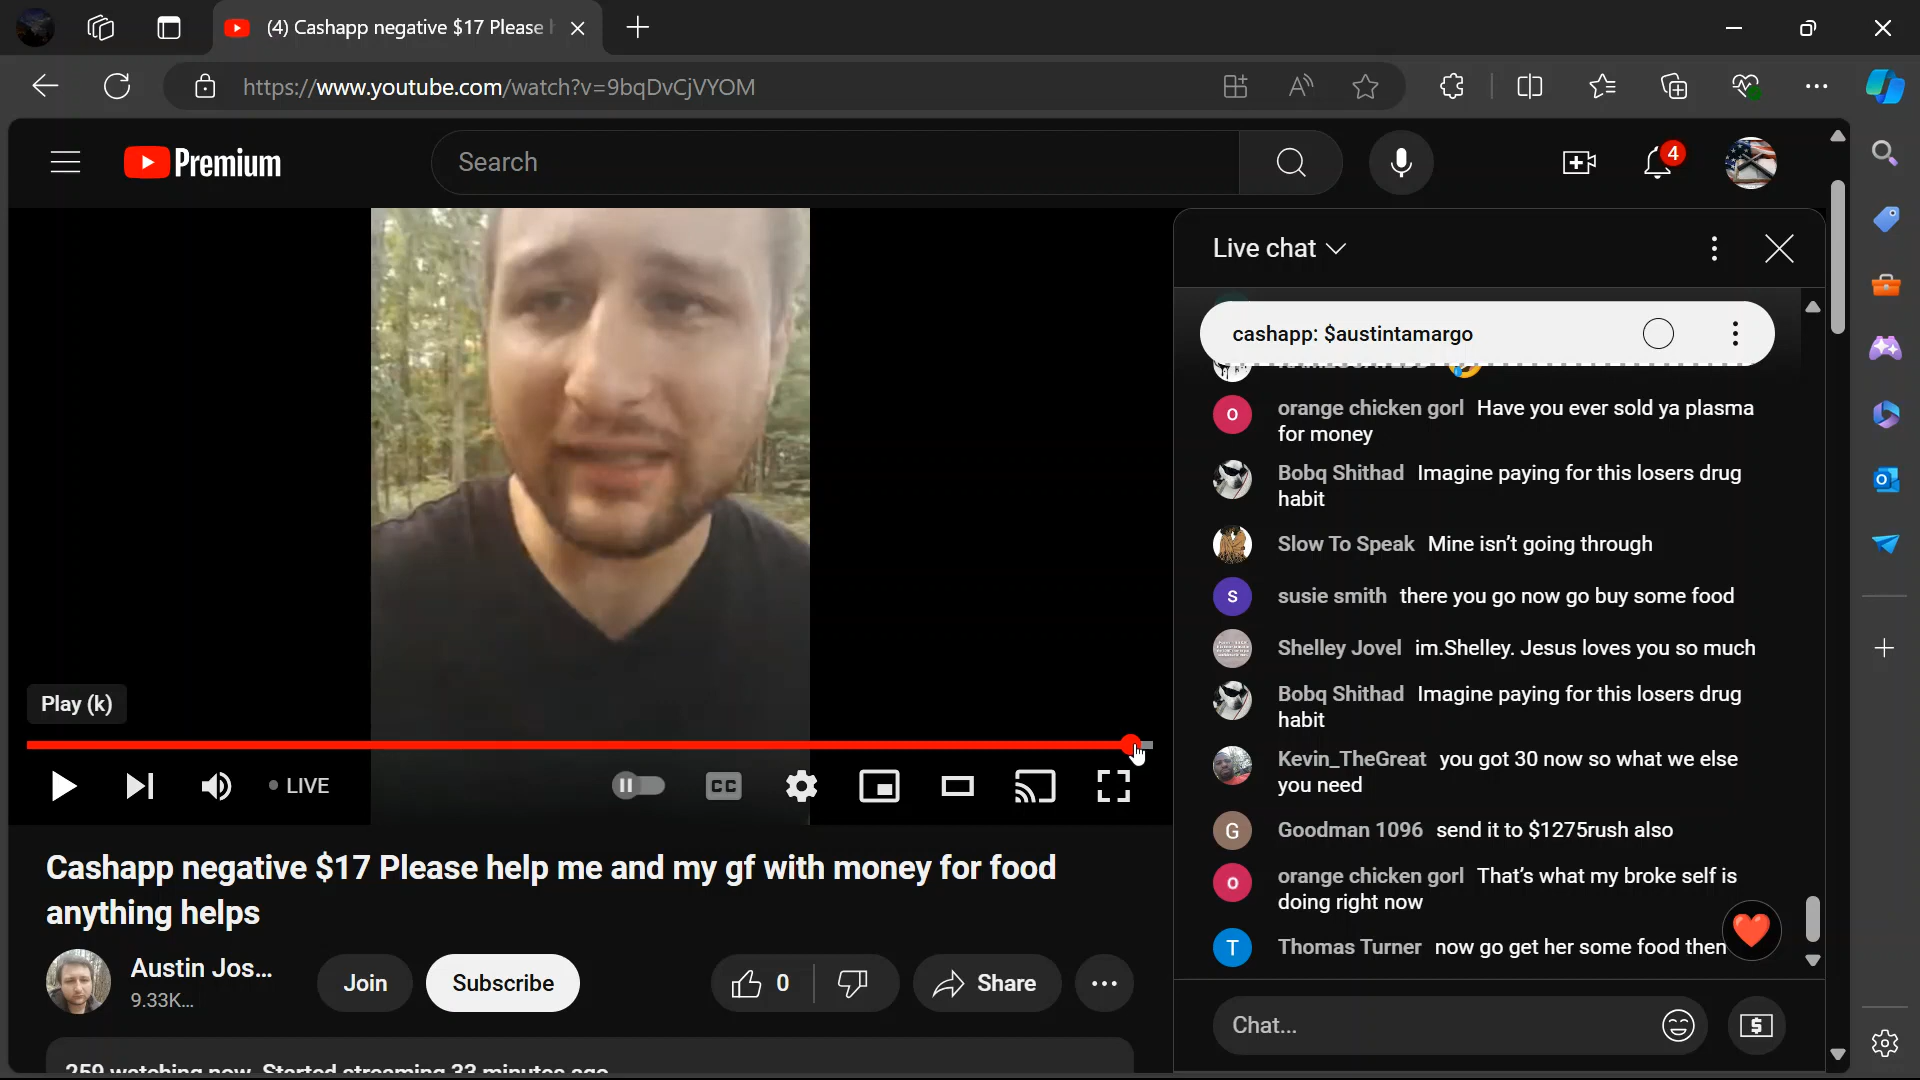 (4) Cashapp negative $17 Please
https://www.youtube.com/watch?v=9bqDvCjVYOM
Premium
Search
4
Live chat
cashapp: $austintamargo
orange chicken gorl Have you ever sold ya plasma
for money
Bobq Shithad Imagine paying for this losers drug
habit
Slow To Speak Mine isn't going through
S susie smith there you go now go buy some food
Shelley Jovel im.Shelley. Jesus loves you so much
Bobq Shithad Imagine paying for this losers drug
habit
Kevin_TheGreat you got 30 now so what we else
you need
G Goodman 1096 send it to $1275rush also
orange chicken gorl That's what my broke self is
doing right now
T Thomas Turner now go get her some food then
Chat...
Play (k)
LIVE
CC
Cashapp negative $17 Please help me and my gf with money for food
anything helps
Austin Jos...
9.33K...
Join
Subscribe
0
Share
259 watching now Started streaming 33 minutes ago